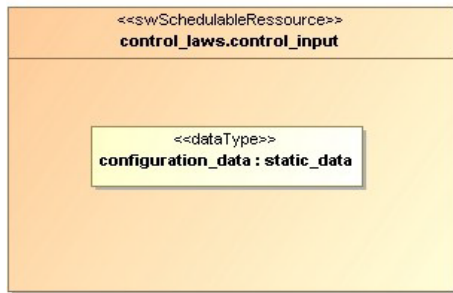 <<swSchedulableRessource>>
control_laws.control_input
<<dataType>>
configuration_data : static_data